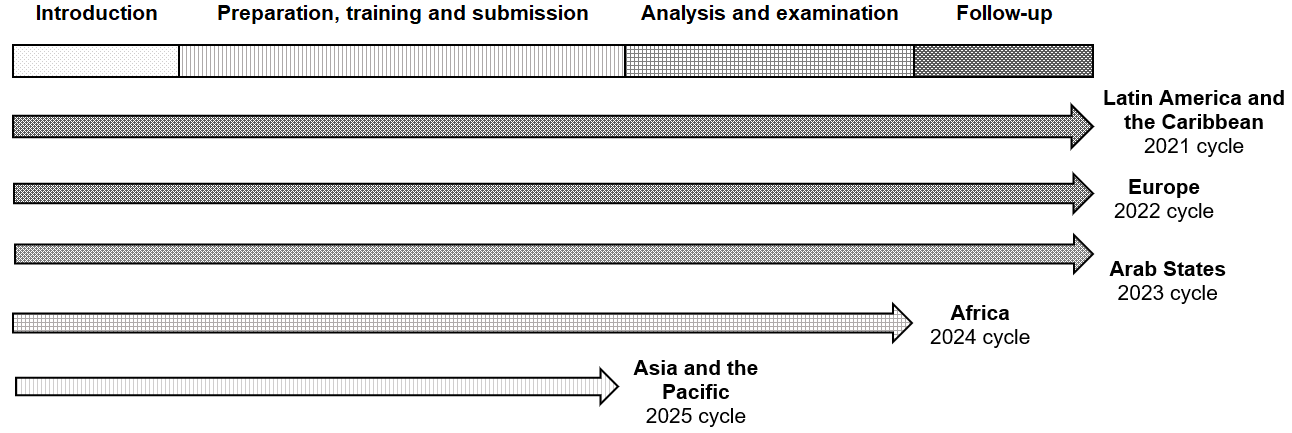 Introduction
Preparation, training and submission
Analysis and examination
Follow-up
Latin America and
the Caribbean
2021 cycle
Europe
2022 cycle
Arab States
2023 cycle
Africa
2024 cycle
Asia and the
Pacific
2025 cycle